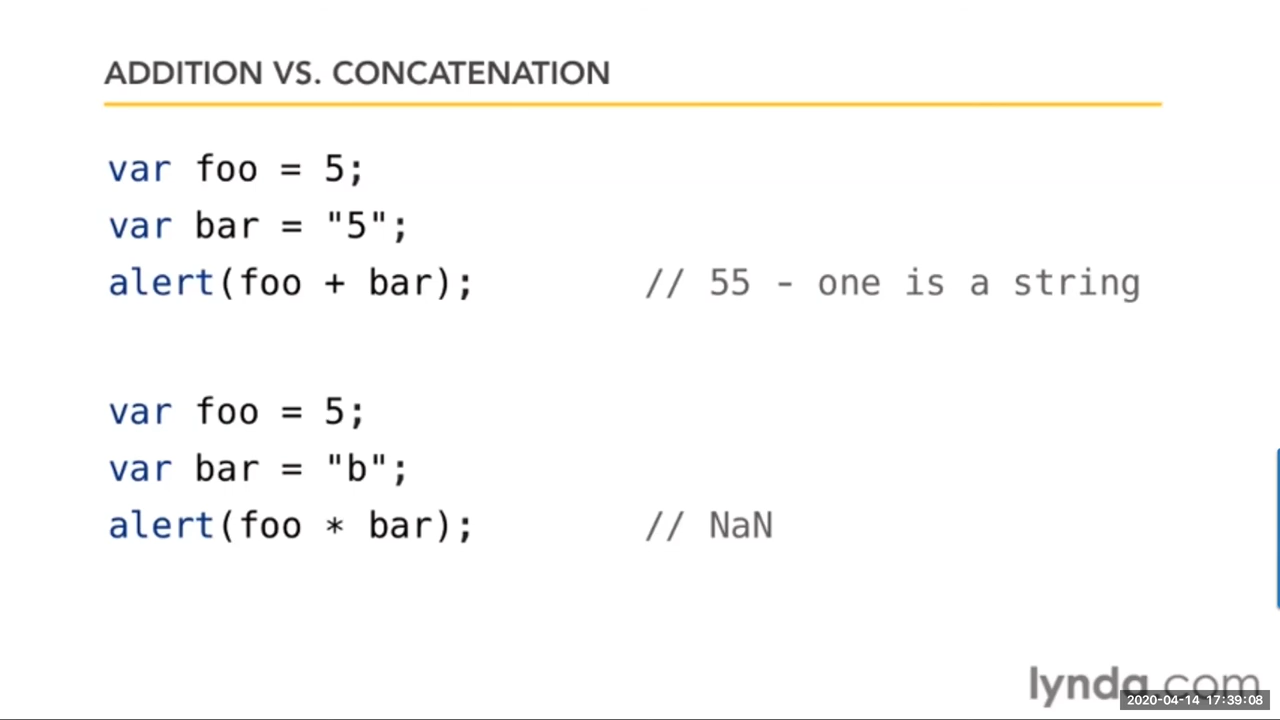 ADDITION VS. CONCATENATION
var foo = 5;
var bar = "5";
alert(foo + bar); // 55 - one is a string
var foo = 5;
var bar = "b";
alert(foo * bar); // NaN
lynda.com
2020-04-14 17:39:08